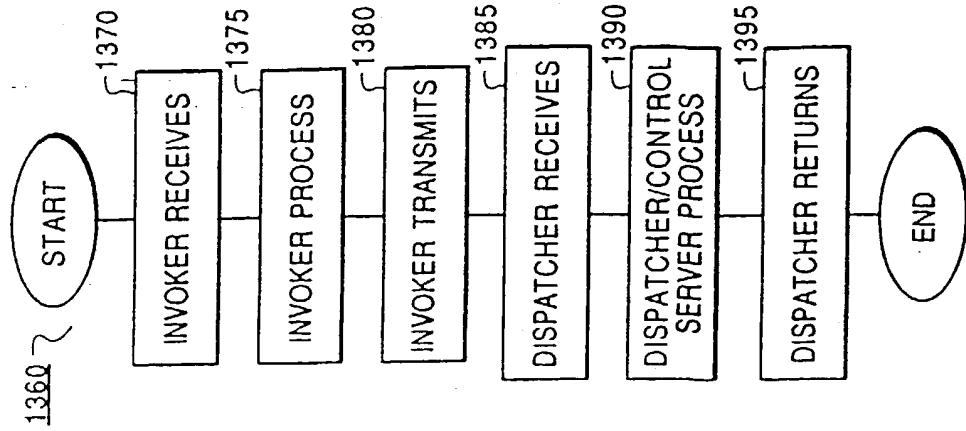 1360
START
INVOKER RECEIVES
1370
INVOKER PROCESS
1375
INVOKER TRANSMITS
1380
DISPATCHER RECEIVES
1385
DISPATCHER/CONTROL
SERVER PROCESS
1390
DISPATCHER RETURNS
1395
END